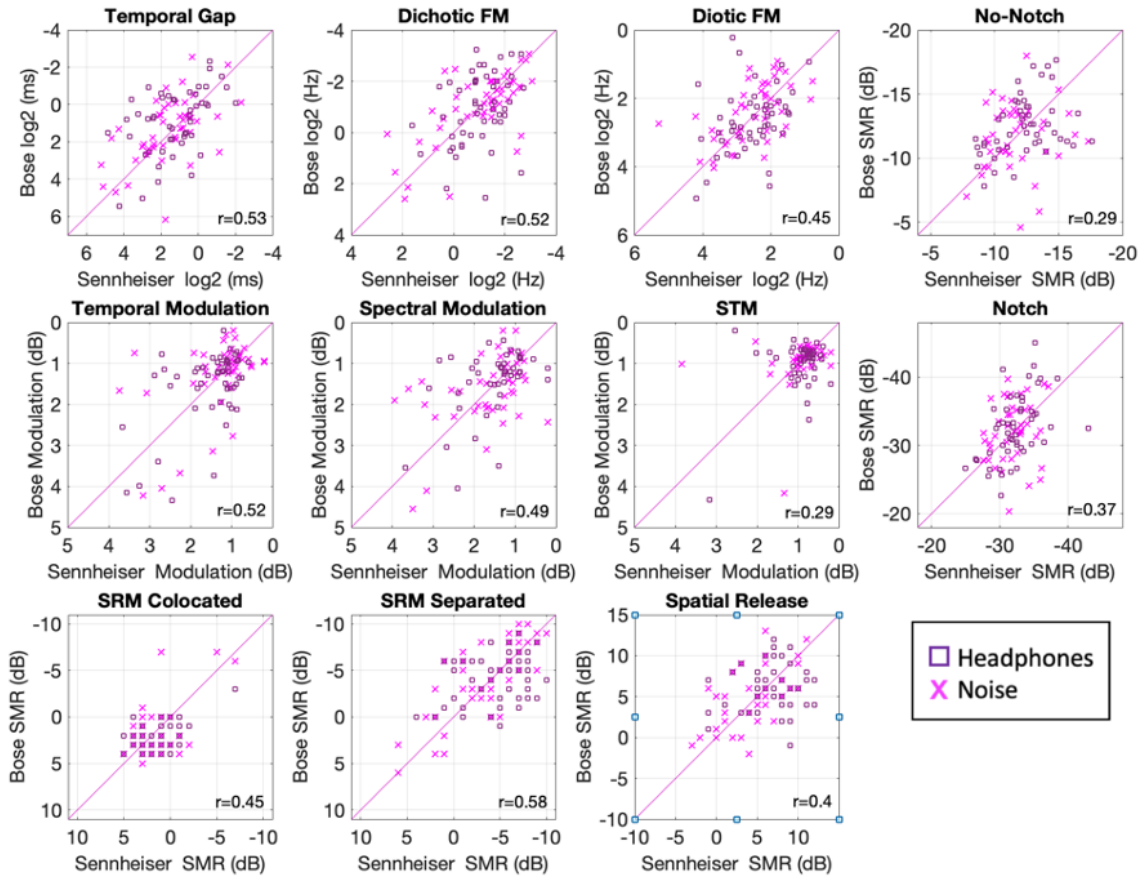 Temporal Gap
Dichotic FM
Diotic FM
No-Notch
-4
-2
0
2
4
6
Bose log2 (ms)
r=0.53
6 4 2 0 -2 -4
Sennheiser log2 (ms)
-4
-2
0
2
4
Bose log2 (Hz)
r=0.52
4 2 0 -2 -4
Sennheiser log2 (Hz)
0
2
4
6
Bose log2 (Hz)
r=0.45
6 4 2 0
Sennheiser log2 (Hz)
-20
-15
-10
-5
Bose SMR (dB)
r=0.29
-5 -10 -15 -20
Sennheiser SMR (dB)
Temporal Modulation
Spectral Modulation
STM
Notch
0
1
2
3
4
5
Bose Modulation (dB)
r=0.52
5 4 3 2 1 0
Sennheiser Modulation (dB)
0
1
2
3
4
5
Bose Modulation (dB)
r=0.49
5 4 3 2 1 0
Sennheiser Modulation (dB)
0
1
2
3
4
5
Bose Modulation (dB)
r=0.29
5 4 3 2 1 0
Sennheiser Modulation (dB)
-40
-30
-20
Bose SMR (dB)
r=0.37
-20 -30 -40
Sennheiser SMR (dB)
SRM Colocated
SRM Separated
Spatial Release
-10
-5
0
5
10
Bose SMR (dB)
r=0.45
10 5 0 -5 -10
Sennheiser SMR (dB)
-10
-5
0
5
10
Bose SMR (dB)
r=0.58
10 5 0 -5 -10
Sennheiser SMR (dB)
15
10
5
0
-5
-10
Bose SMR (dB)
r=0.4
-10 -5 0 5 10 15
Sennheiser SMR (dB)
Headphones
Noise